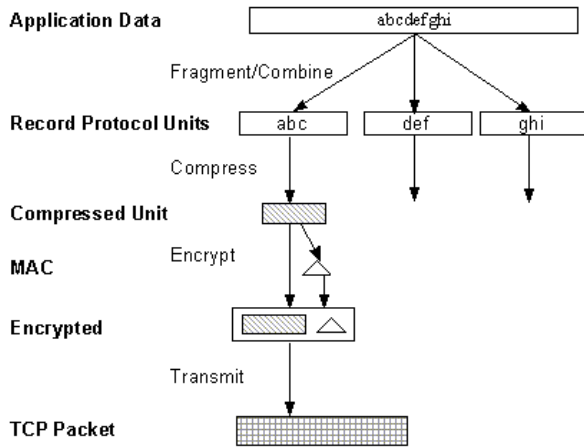 Application Data
abcdefghi
Fragment/Combine
Record Protocol Units
abc
def
ghi
Compress
Compressed Unit
Encrypt
MAC
Encrypted
Transmit
TCP Packet